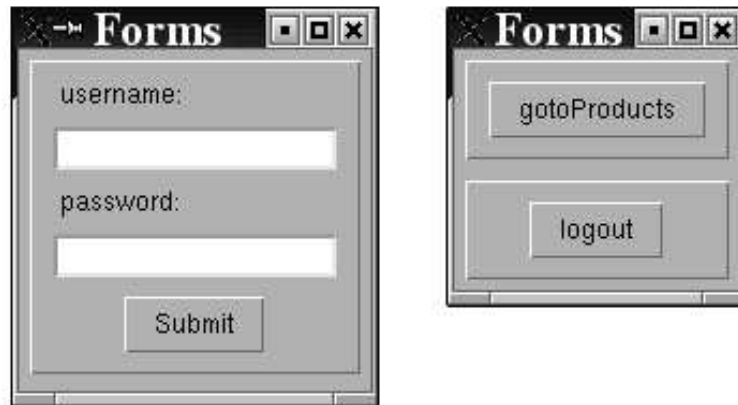 Forms
username:
password:
Submit
Forms
gotoProducts
logout